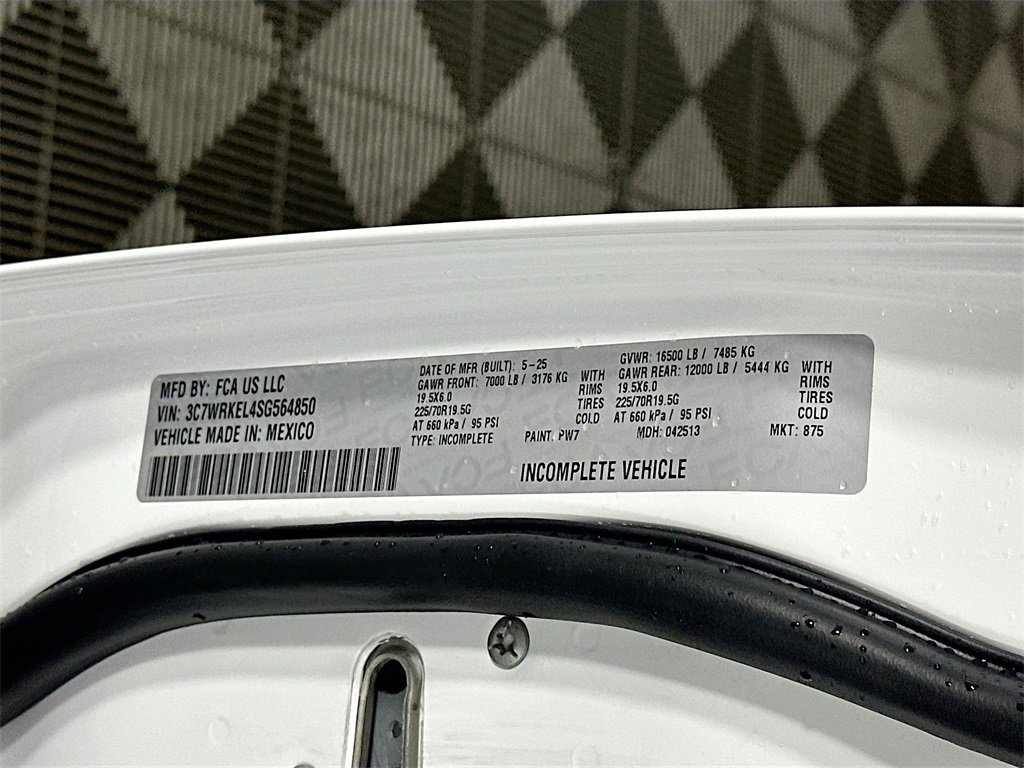 MFD BY: FCA US LLC
VIN: 3C7WRKEL4SG564850
VEHICLE MADE IN: MEXICO
DATE OF MFR (BUILT): 5-25
GAWR FRONT: 7000 LB / 3176 KG WITH
19.5X6.0 RIMS
225/70R19.5G TIRES
AT 660 kPa / 95 PSI COLD
TYPE: INCOMPLETE
GVWR: 16500 LB / 7485 KG
GAWR REAR: 12000 LB / 5444 KG WITH
19.5X6.0 RIMS
225/70R19.5G TIRES
AT 660 kPa / 95 PSI COLD
PAINT: PW7 MDH: 042513 MKT: 875
INCOMPLETE VEHICLE